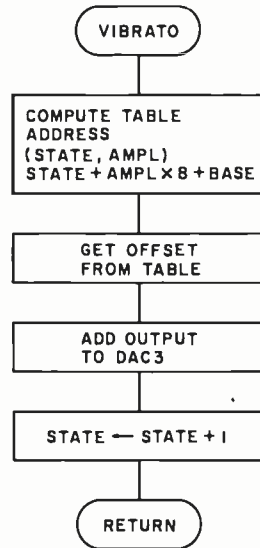 VIBRATO
COMPUTE TABLE
ADDRESS
(STATE, AMPL)
STATE + AMPL × 8 + BASE
GET OFFSET
FROM TABLE
ADD OUTPUT
TO DAC3
STATE ← STATE + 1
RETURN